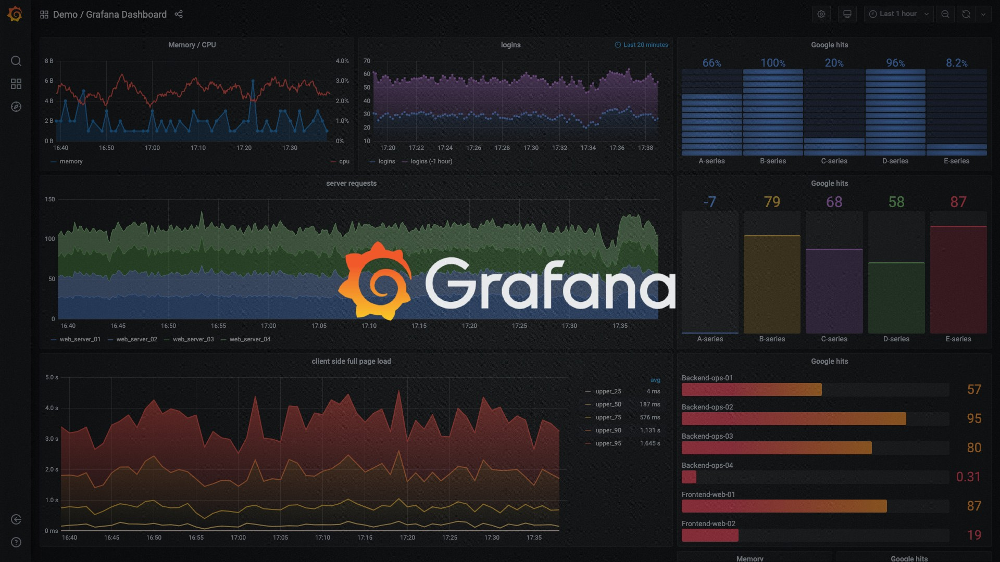 Demo / Grafana Dashboard
Last 1 hour
Memory / CPU
8 B
6 B
4 B
2 B
0 B
4.0%
3.0%
2.0%
1.0%
0%
16:40 16:50 17:00 17:10 17:20 17:30
memory cpu
logins
Last 20 minutes
70
60
50
40
30
20
10
17:20 17:22 17:24 17:26 17:28 17:30 17:32 17:34 17:36 17:38
logins logins (-1 hour)
Google hits
66% 100% 20% 96% 8.2%
A-series B-series C-series D-series E-series
server requests
150
100
50
0
16:40 16:45 16:50 16:55 17:00 17:05 17:10 17:15 17:20 17:25 17:30 17:35
web_server_01 web_server_02 web_server_03 web_server_04
Grafana
Google hits
-7 79 68 58 87
A-series B-series C-series D-series E-series
client side full page load
5.0 s
4.0 s
3.0 s
2.0 s
1.0 s
0 ms
16:40 16:45 16:50 16:55 17:00 17:05 17:10 17:15 17:20 17:25 17:30 17:35
avg
upper_25 4 ms
upper_50 187 ms
upper_75 576 ms
upper_90 1.131 s
upper_95 1.645 s
Google hits
Backend-ops-01
57
Backend-ops-02
95
Backend-ops-03
80
Backend-ops-04
0.31
Frontend-web-01
87
Frontend-web-02
19
Memory
Google hits